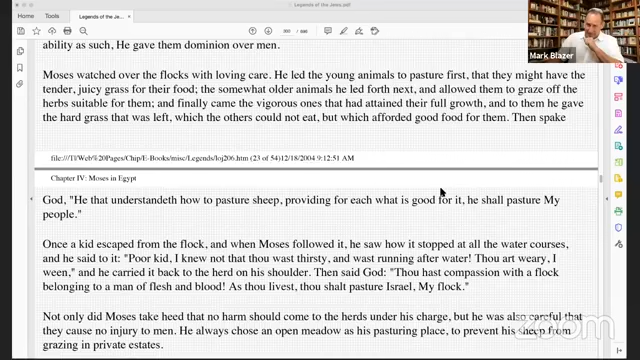 Home
Tools
Legends of the Jews.pdf
ability as such, He gave them dominion over men.
Moses watched over the flocks with loving care. He led the young animals to pasture first, that they might have the
tender, juicy grass for their food; the somewhat older animals he led forth next, and allowed them to graze off the
herbs suitable for them; and finally came the vigorous ones that had attained their full growth, and to them he gave
the hard grass that was left, which the others could not eat, but which afforded good food for them. Then spake
file:///Tl/Web%20Pages/Chip/E-Books/misc/Legends/loj206.htm (23 of 54)12/18/2004 9:12:51 AM
Chapter IV: Moses in Egypt
God, "He that understandeth how to pasture sheep, providing for each what is good for it, he shall pasture My
people."
Once a kid escaped from the flock, and when Moses followed it, he saw how it stopped at all the water courses,
and he said to it: "Poor kid, I knew not that thou wast thirsty, and wast running after water! Thou art weary, I
ween," and he carried it back to the herd on his shoulder. Then said God: "Thou hast compassion with a flock
belonging to a man of flesh and blood! As thou livest, thou shalt pasture Israel, My flock."
Not only did Moses take heed that no harm should come to the herds under his charge, but he was also careful that
they cause no injury to men. He always chose an open meadow as his pasturing place, to prevent his sheep from
grazing in private estates.
Mark Blazer
zoom